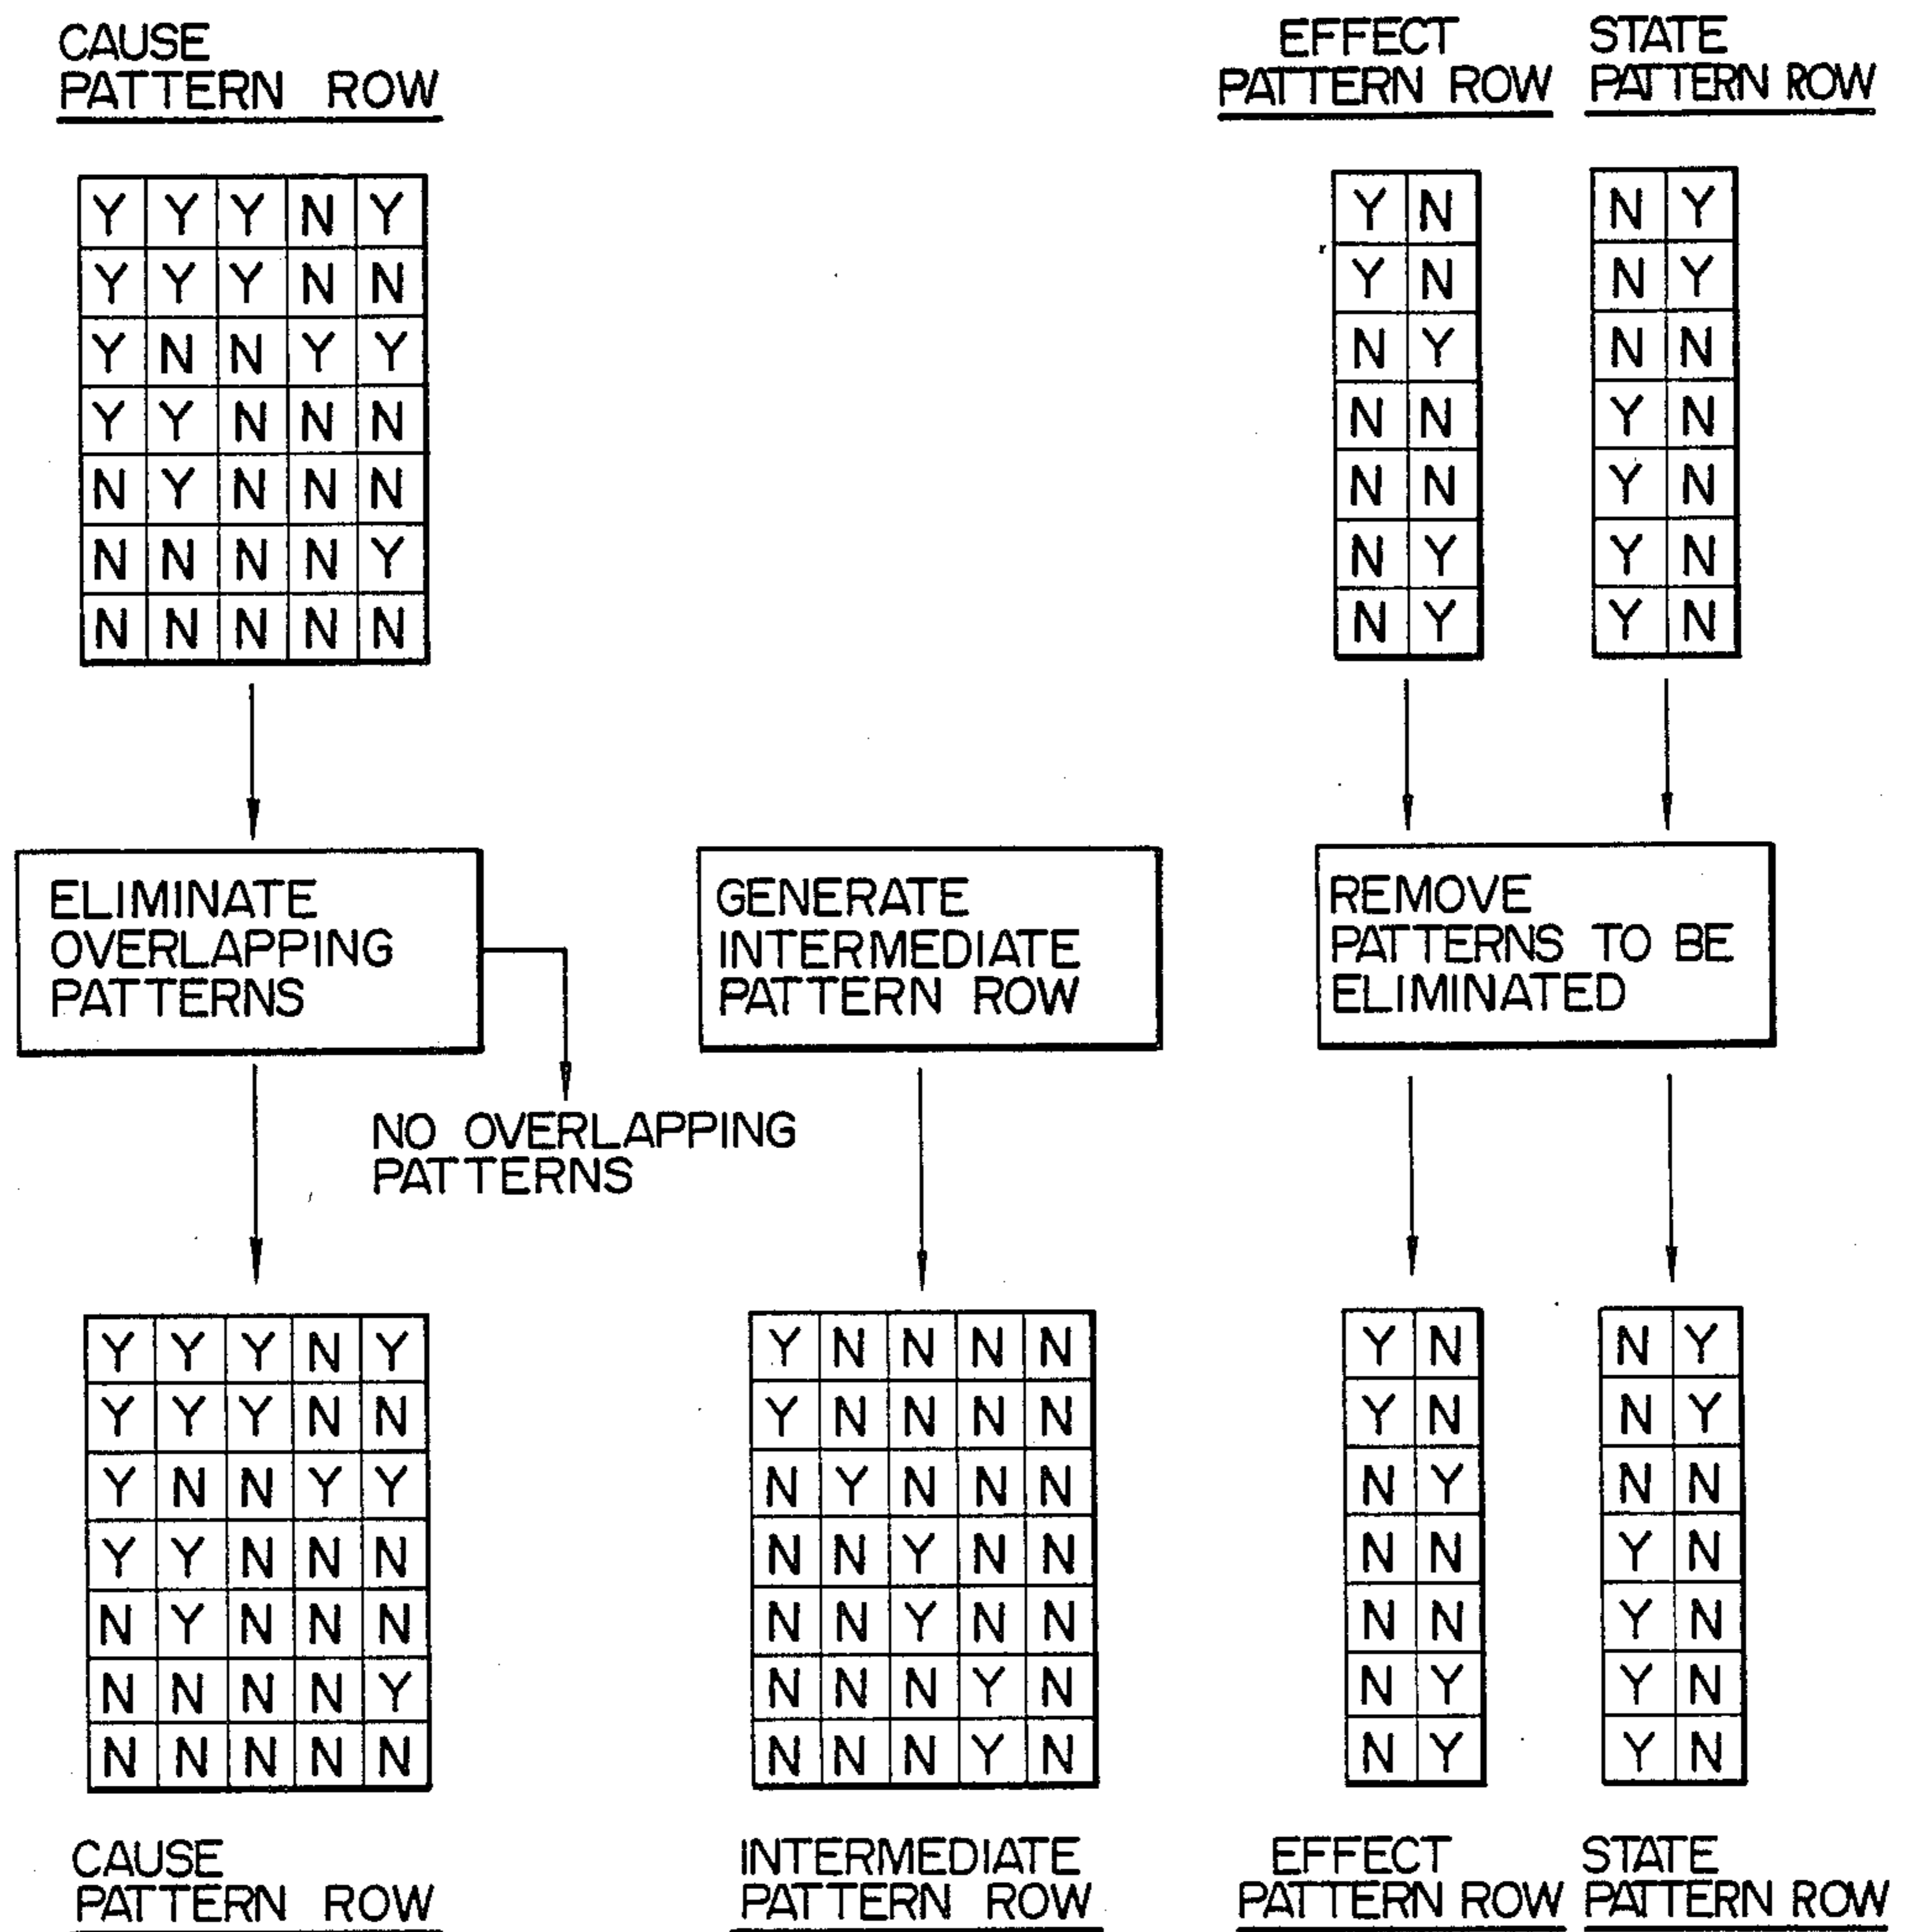 CAUSE
PATTERN ROW
EFFECT
PATTERN ROW
STATE
PATTERN ROW
Y Y Y N Y
Y Y Y N N
Y N N Y Y
Y Y N N N
N Y N N N
N N N N Y
N N N N N
Y N
Y N
N Y
N N
N N
N Y
N Y
N Y
N Y
N N
Y N
Y N
Y N
Y N
ELIMINATE
OVERLAPPING
PATTERNS
NO OVERLAPPING
PATTERNS
GENERATE
INTERMEDIATE
PATTERN ROW
REMOVE
PATTERNS TO BE
ELIMINATED
Y Y Y N Y
Y Y Y N N
Y N N Y Y
Y Y N N N
N Y N N N
N N N N Y
N N N N N
Y N N N N
Y N N N N
N Y N N N
N N Y N N
N N Y N N
N N N Y N
N N N Y N
Y N
Y N
N Y
N N
N N
N Y
N Y
N Y
N Y
N N
Y N
Y N
Y N
Y N
CAUSE
PATTERN ROW
INTERMEDIATE
PATTERN ROW
EFFECT
PATTERN ROW
STATE
PATTERN ROW